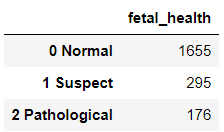 fetal_health
0 Normal 1655
1 Suspect 295
2 Pathological 176